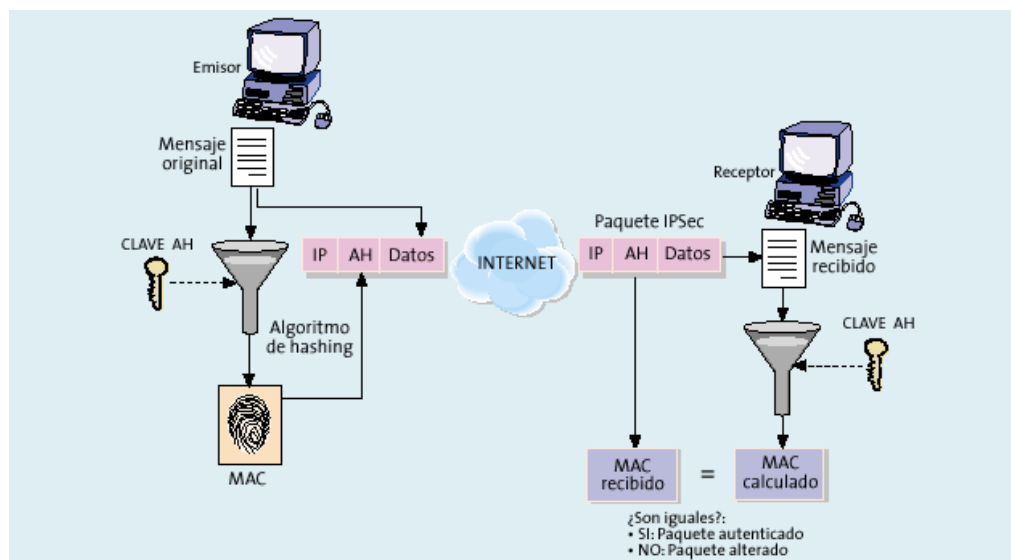 Emisor
Mensaje
original
CLAVE AH
IP AH Datos
Algoritmo
de hashing
MAC
INTERNET
Paquete IPSec
IP AH Datos
Receptor
Mensaje
recibido
CLAVE AH
MAC
recibido
=
MAC
calculado
¿Son iguales?:
• SI: Paquete autenticado
• NO: Paquete alterado